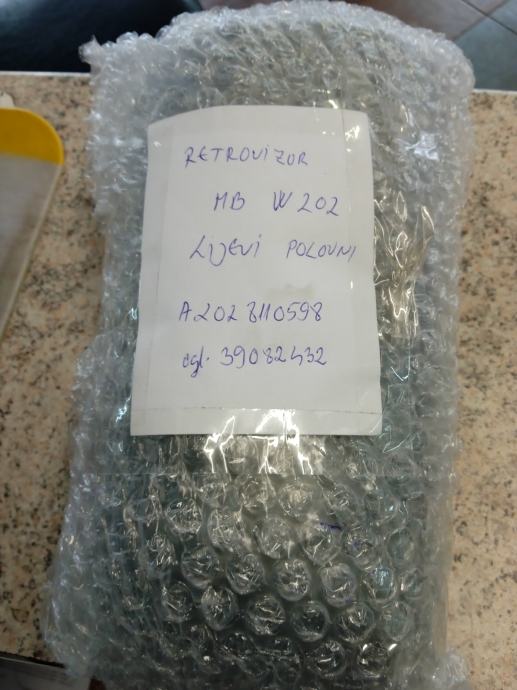 RETROVIZOR
MB W202
LIJEVI POLOVNI
A2028110598
ogl. 39082432